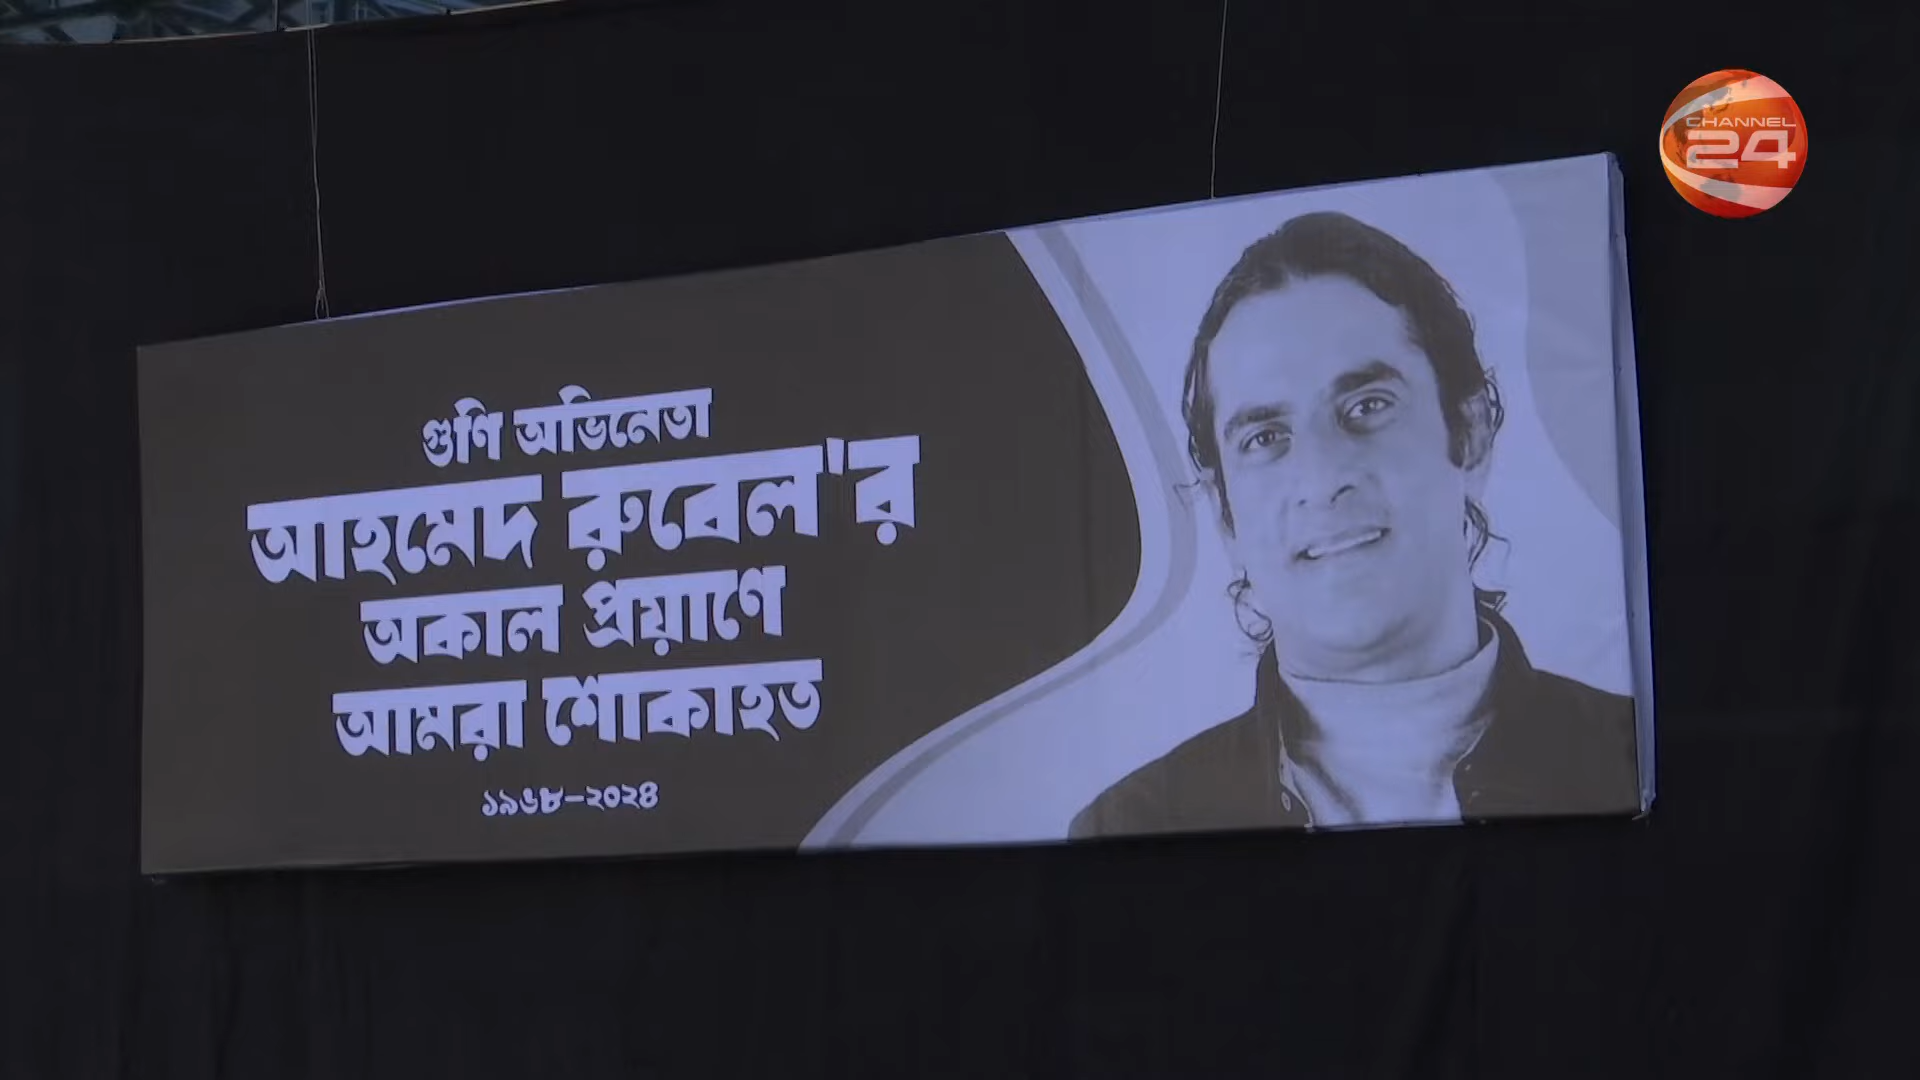 গুণি অভিনেতা
আহমেদ রুবেল'র
অকাল প্রয়াণে
আমরা শোকাহত
১৯৬৮-২০২৪
CHANNEL
24